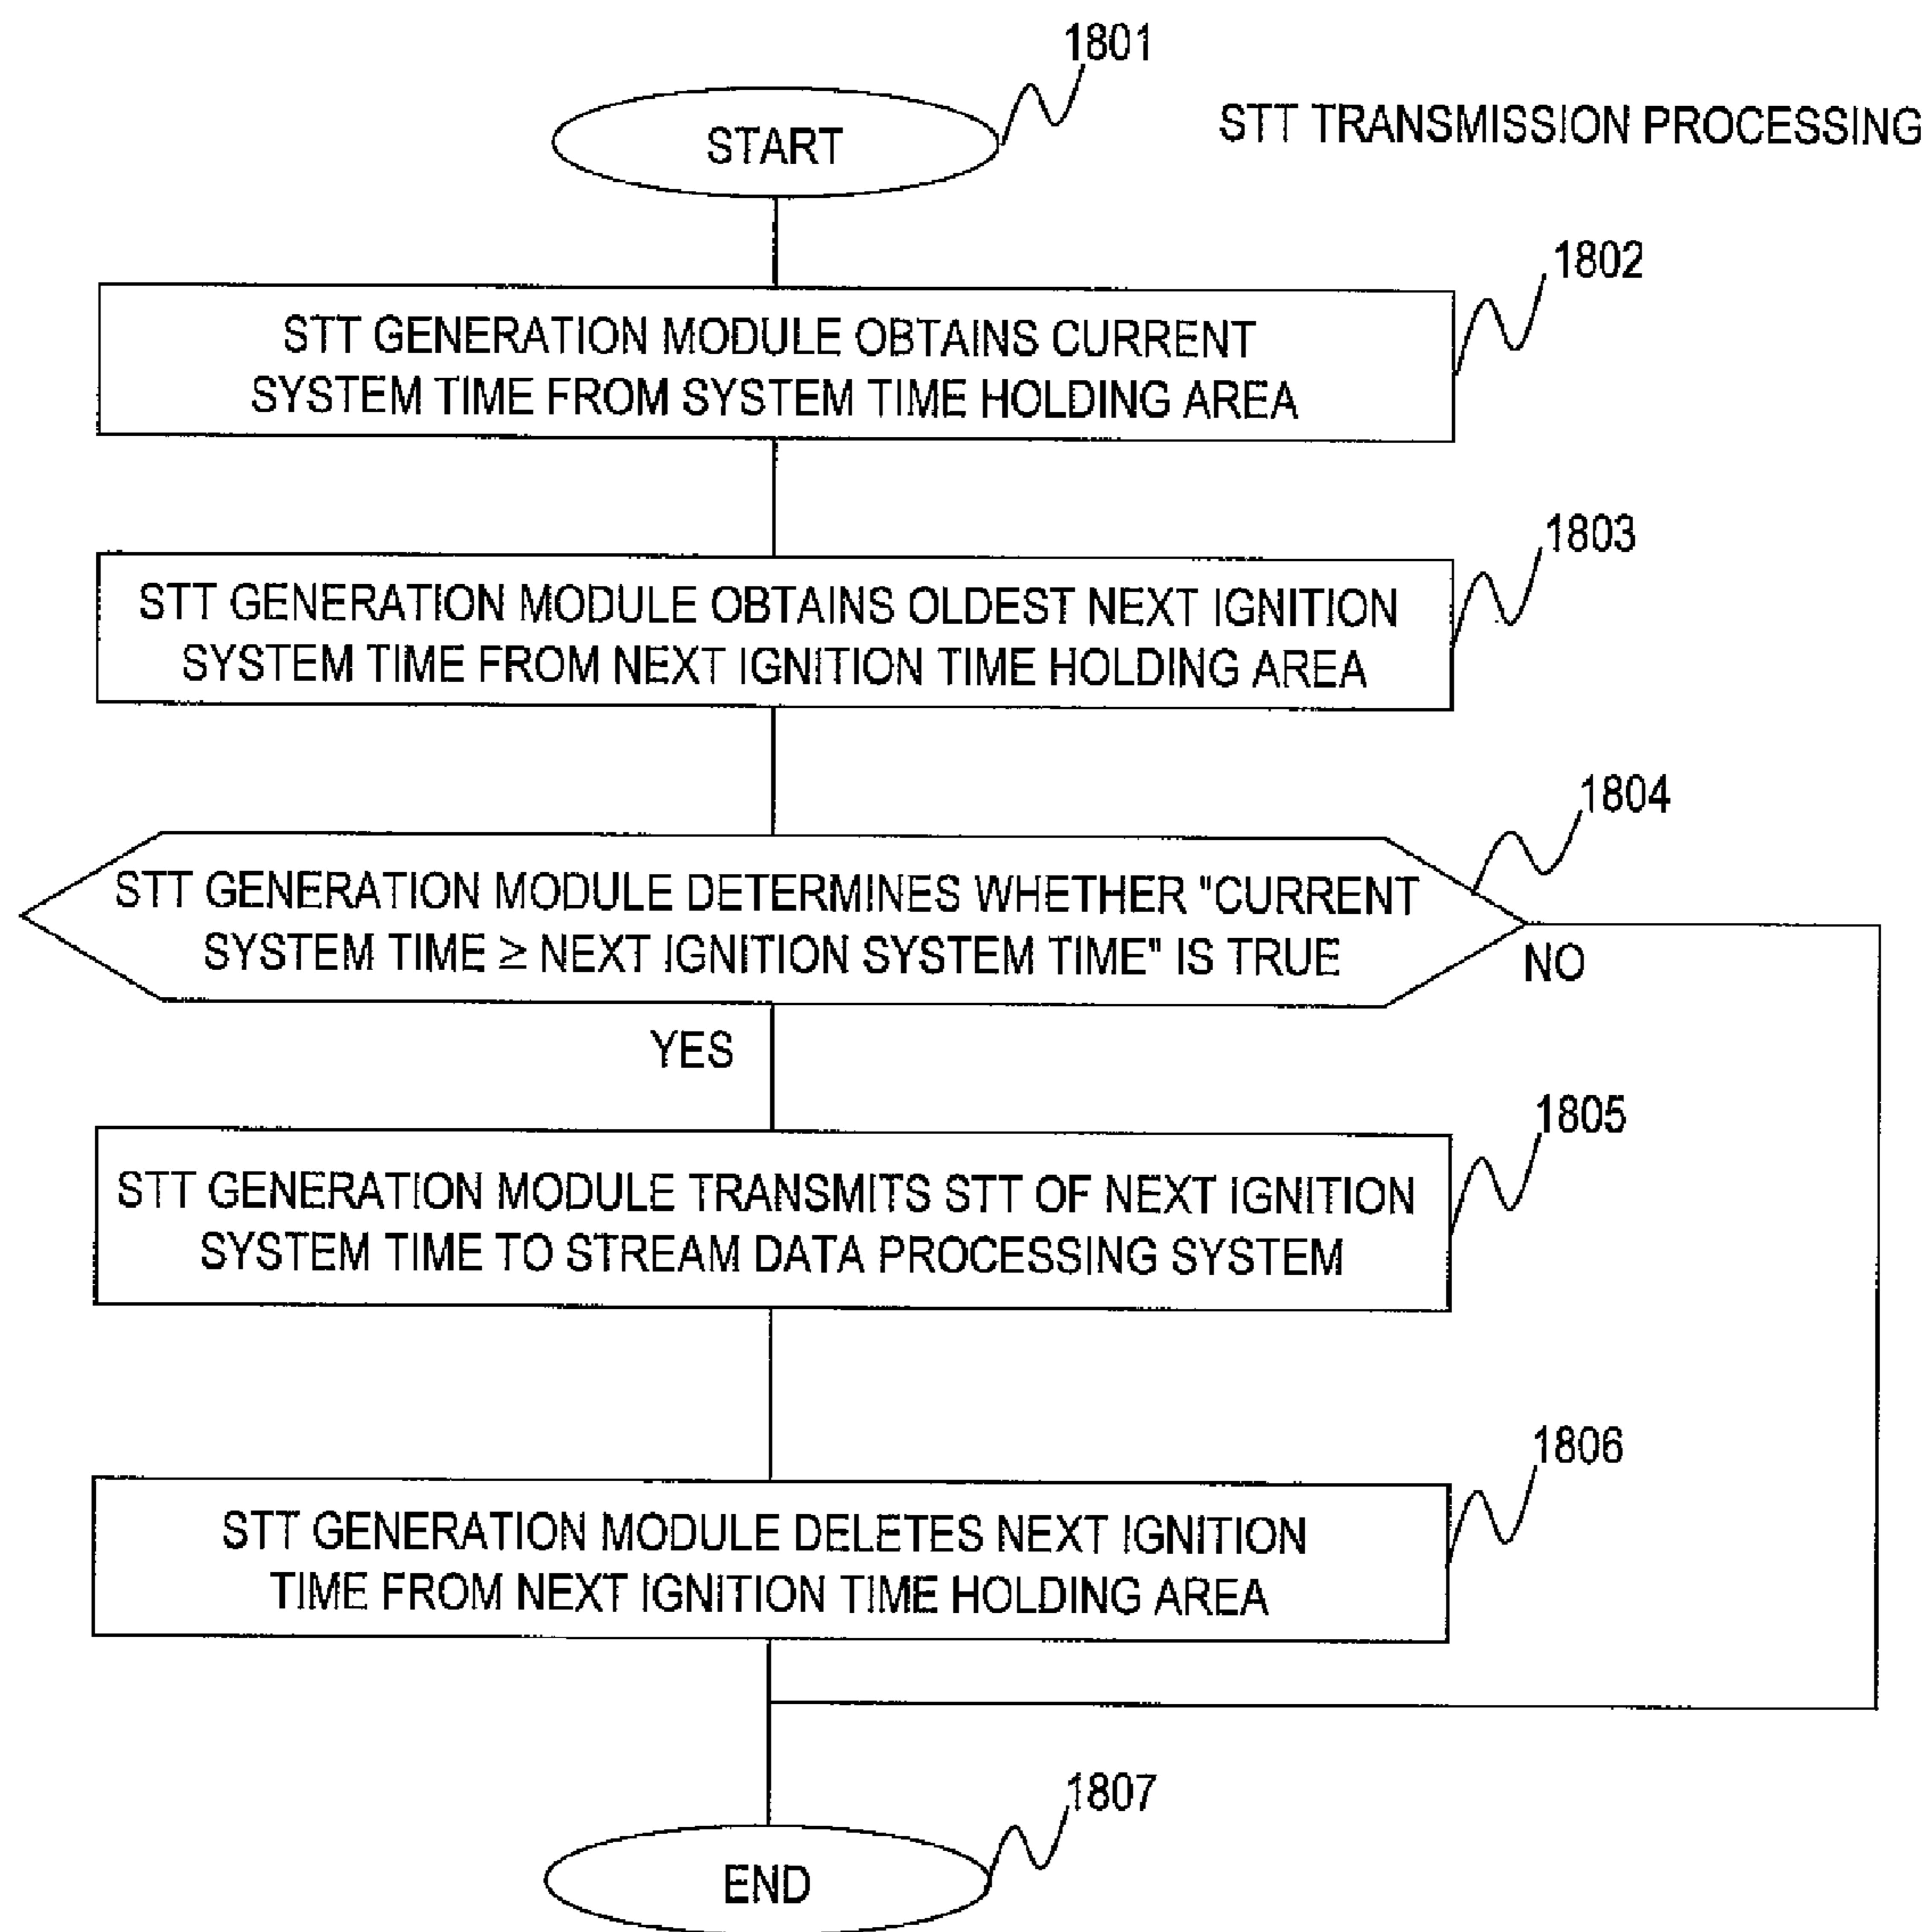 1801
START
STT TRANSMISSION PROCESSING
1802
STT GENERATION MODULE OBTAINS CURRENT
SYSTEM TIME FROM SYSTEM TIME HOLDING AREA
1803
STT GENERATION MODULE OBTAINS OLDEST NEXT IGNITION
SYSTEM TIME FROM NEXT IGNITION TIME HOLDING AREA
1804
STT GENERATION MODULE DETERMINES WHETHER "CURRENT
SYSTEM TIME ≥ NEXT IGNITION SYSTEM TIME" IS TRUE
NO
YES
1805
STT GENERATION MODULE TRANSMITS STT OF NEXT IGNITION
SYSTEM TIME TO STREAM DATA PROCESSING SYSTEM
1806
STT GENERATION MODULE DELETES NEXT IGNITION
TIME FROM NEXT IGNITION TIME HOLDING AREA
1807
END